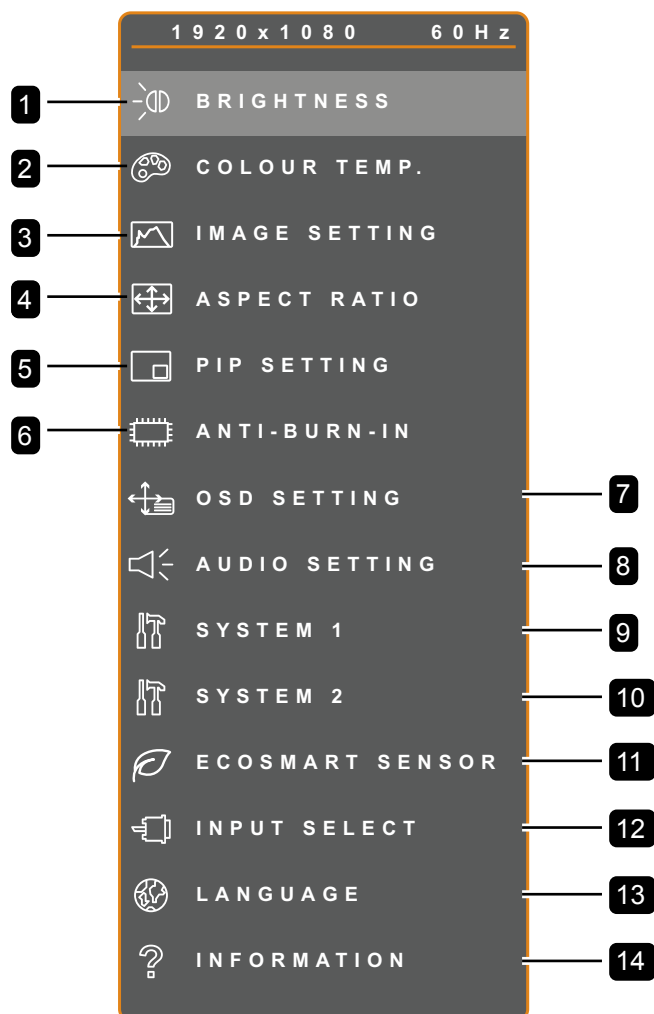 1920x1080 60Hz
1 BRIGHTNESS
2 COLOUR TEMP.
3 IMAGE SETTING
4 ASPECT RATIO
5 PIP SETTING
6 ANTI-BURN-IN
OSD SETTING 7
AUDIO SETTING 8
SYSTEM 1 9
SYSTEM 2 10
ECOSMART SENSOR 11
INPUT SELECT 12
LANGUAGE 13
INFORMATION 14